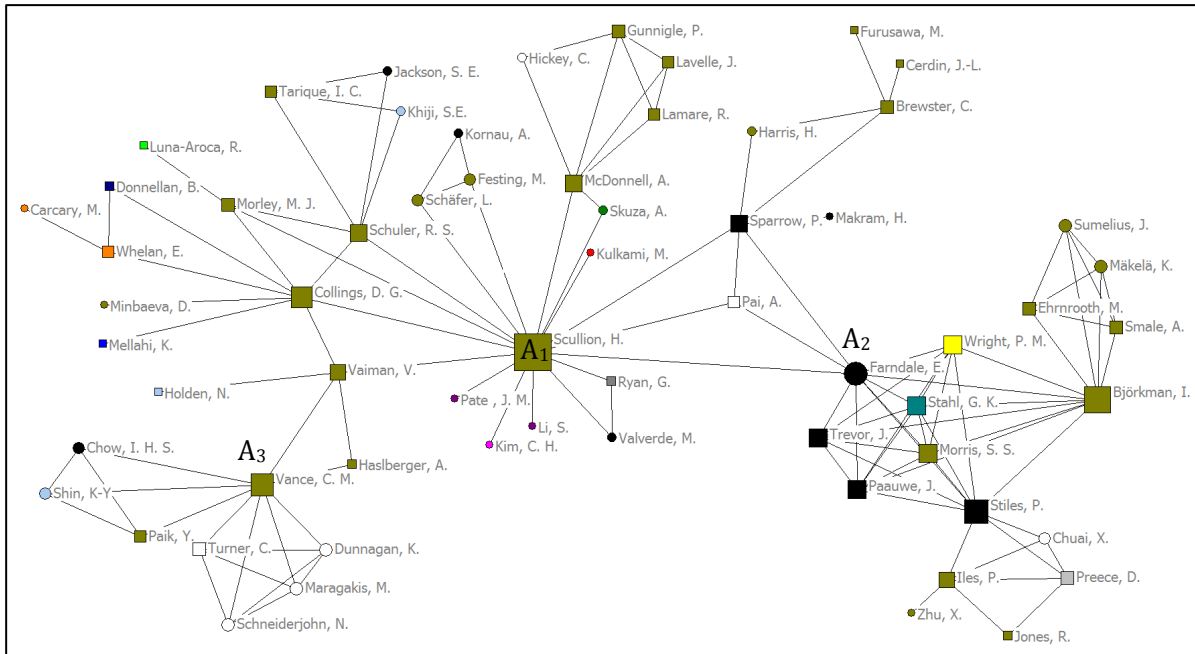 Gunnigle, P.
Furusawa, M.
Hickey, C.
Lavelle, J.
Cerdin, J.-L.
Jackson, S. E.
Tarique, I. C.
Khiji, S.E.
Brewster, C.
Lamare, R.
Kornau, A.
Harris, H.
Luna-Aroca, R.
Festing, M.
McDonnell, A.
Donnellan, B.
Schäfer, L.
Carcary, M.
Morley, M. J.
Skuza, A.
Makram, H.
Sparrow, P.
Sumelius, J.
Schuler, R. S.
Whelan, E.
Kulkami, M.
Mäkelä, K.
Collings, D. G.
Minbaeva, D.
Pai, A.
Ehrnrooth, M.
Smale, A.
Mellahi, K.
Scullion, H.
A1
A2
Wright, P. M.
Farndale, E.
Vaiman, V.
Ryan, G.
Holden, N.
Pate , J. M.
Stahl, G. K.
Björkman, I.
Li, S.
Trevor, J.
Kim, C. H.
Valverde, M.
Chow, I. H. S.
A3
Morris, S. S.
Haslberger, A.
Vance, C. M.
Shin, K-Y
Paauwe, J.
Stiles, P.
Paik, Y.
Turner, C.
Dunnagan, K.
Chuai, X.
Maragakis, M.
Iles, P.
Preece, D.
Schneiderjohn, N.
Zhu, X.
Jones, R.